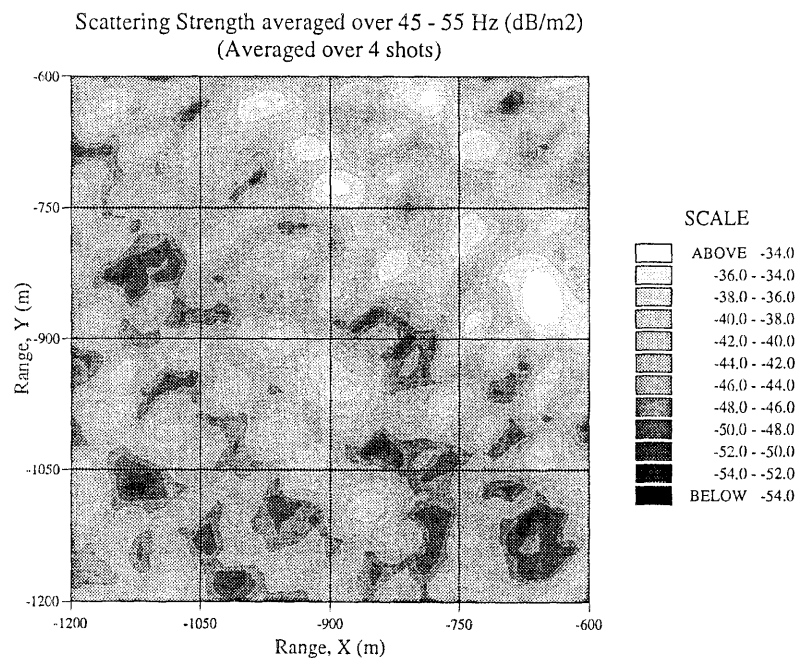 Scattering Strength averaged over 45 - 55 Hz (dB/m2)
(Averaged over 4 shots)
-600
-750
-900
-1050
-1200
Range, Y (m)
-1200
-1050
-900
-750
-600
Range, X (m)
SCALE
ABOVE -34.0
-36.0 - -34.0
-38.0 - -36.0
-40.0 - -38.0
-42.0 - -40.0
-44.0 - -42.0
-46.0 - -44.0
-48.0 - -46.0
-50.0 - -48.0
-52.0 - -50.0
-54.0 - -52.0
BELOW -54.0